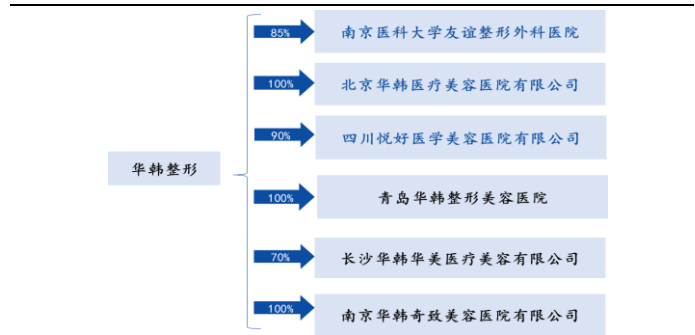 85%
南京医科大学友谊整形外科医院
100%
北京华韩医疗美容医院有限公司
90%
四川悦好医学美容医院有限公司
华韩整形
100%
青岛华韩整形美容医院
70%
长沙华韩华美医疗美容有限公司
100%
南京华韩奇致美容医院有限公司